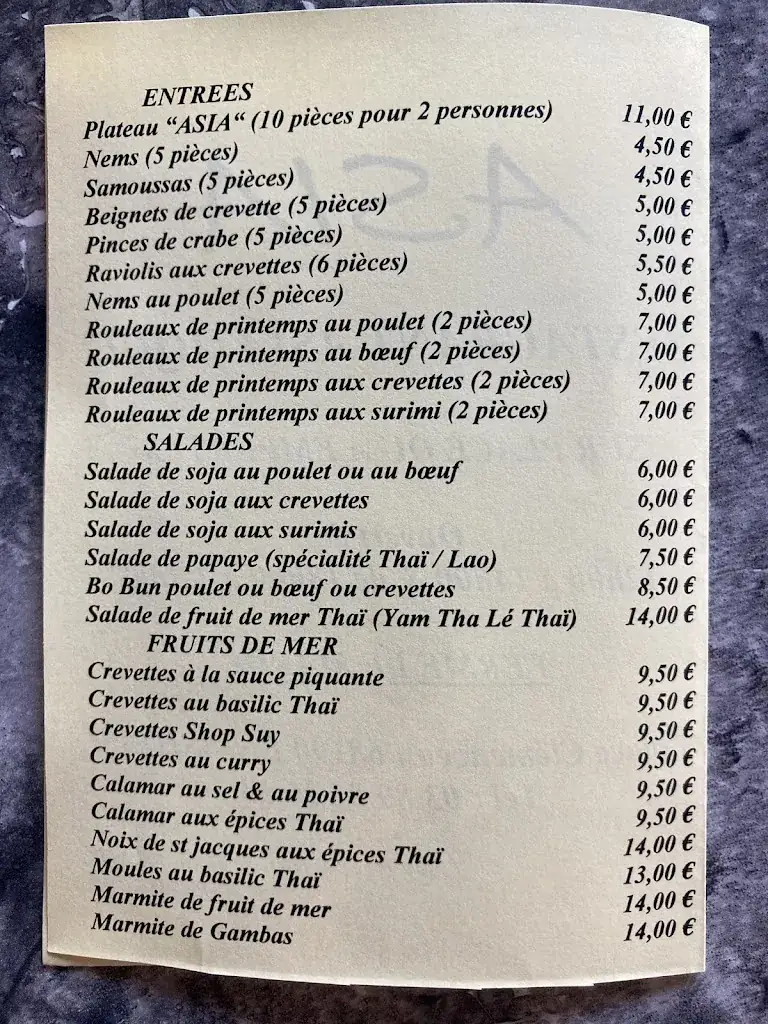 ENTREES
Plateau “ASIA“ (10 pièces pour 2 personnes) 11,00 €
Nems (5 pièces) 4,50 €
Samoussas (5 pièces) 4,50 €
Beignets de crevette (5 pièces) 5,00 €
Pinces de crabe (5 pièces) 5,00 €
Raviolis aux crevettes (6 pièces) 5,50 €
Nems au poulet (5 pièces) 5,00 €
Rouleaux de printemps au poulet (2 pièces) 7,00 €
Rouleaux de printemps au bœuf (2 pièces) 7,00 €
Rouleaux de printemps aux crevettes (2 pièces) 7,00 €
Rouleaux de printemps aux surimi (2 pièces) 7,00 €
SALADES
Salade de soja au poulet ou au bœuf 6,00 €
Salade de soja aux crevettes 6,00 €
Salade de soja aux surimis 6,00 €
Salade de papaye (spécialité Thaï / Lao) 7,50 €
Bo Bun poulet ou bœuf ou crevettes 8,50 €
Salade de fruit de mer Thaï (Yam Tha Lé Thaï) 14,00 €
FRUITS DE MER
Crevettes à la sauce piquante 9,50 €
Crevettes au basilic Thaï 9,50 €
Crevettes Shop Suy 9,50 €
Crevettes au curry 9,50 €
Calamar au sel & au poivre 9,50 €
Calamar aux épices Thaï 9,50 €
Noix de st jacques aux épices Thaï 14,00 €
Moules au basilic Thaï 13,00 €
Marmite de fruit de mer 14,00 €
Marmite de Gambas 14,00 €